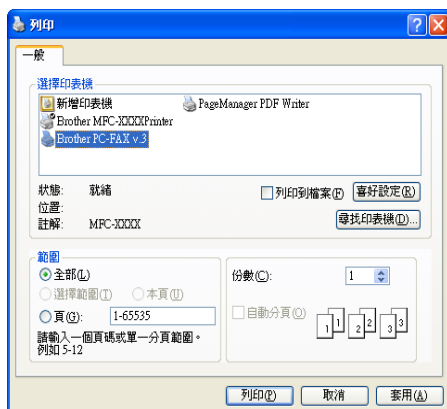 列印
一般
選擇印表機
新增印表機
PageManager PDF Writer
Brother MFC-XXXXPrinter
Brother PC-FAX v.3
狀態: 就緒
位置:
註解: MFC-XXXX
列印到檔案(F)
喜好設定(R)
尋找印表機(D)...
範圍
全部(L)
選擇範圍(T) 本頁(U)
頁(G): 1-65535
請輸入一個頁碼或單一分頁範圍。
例如 5-12
份數(C): 1
自動分頁(O)
1 1 2 2 3 3
列印(P) 取消 套用(A)